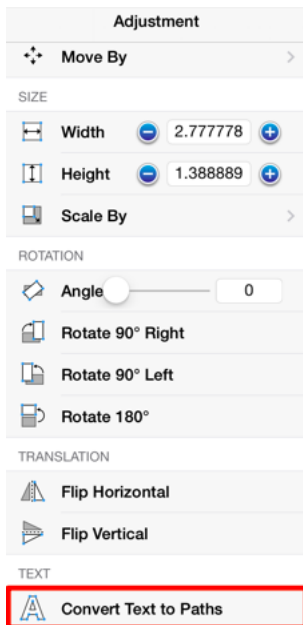 Adjustment
Move By
SIZE
Width 2.777778
Height 1.388889
Scale By
ROTATION
Angle 0
Rotate 90° Right
Rotate 90° Left
Rotate 180°
TRANSLATION
Flip Horizontal
Flip Vertical
TEXT
Convert Text to Paths